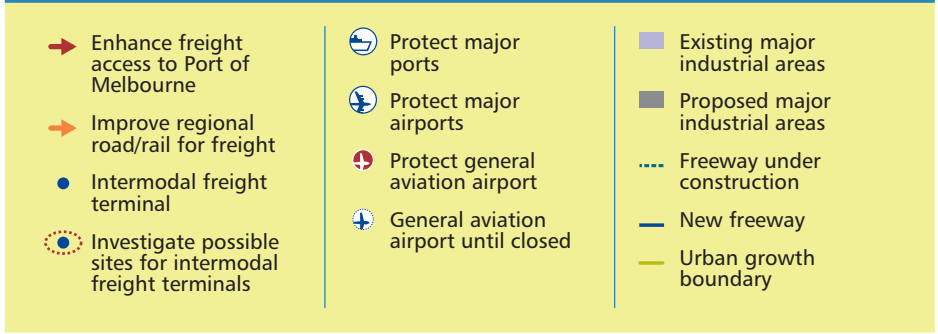 Enhance freight
access to Port of
Melbourne
Improve regional
road/rail for freight
Intermodal freight
terminal
Investigate possible
sites for intermodal
freight terminals
Protect major
ports
Protect major
airports
Protect general
aviation airport
General aviation
airport until closed
Existing major
industrial areas
Proposed major
industrial areas
Freeway under
construction
New freeway
Urban growth
boundary